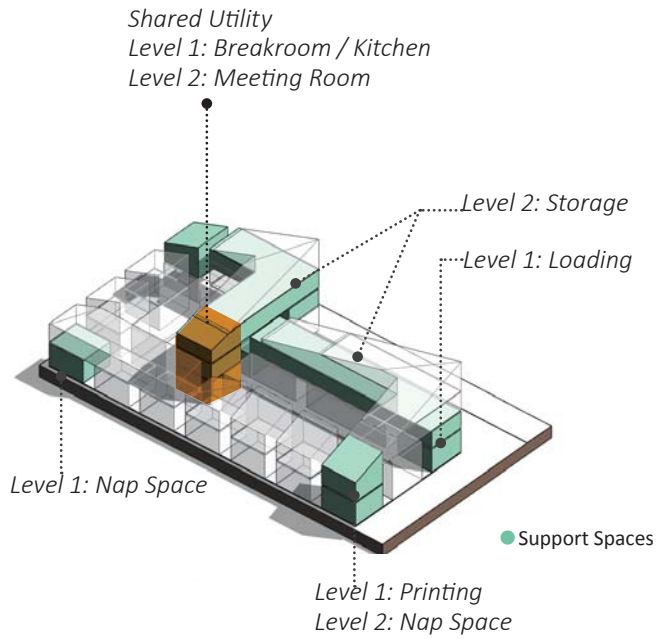 Shared Utility
Level 1: Breakroom / Kitchen
Level 2: Meeting Room
Level 2: Storage
Level 1: Loading
Level 1: Nap Space
Support Spaces
Level 1: Printing
Level 2: Nap Space